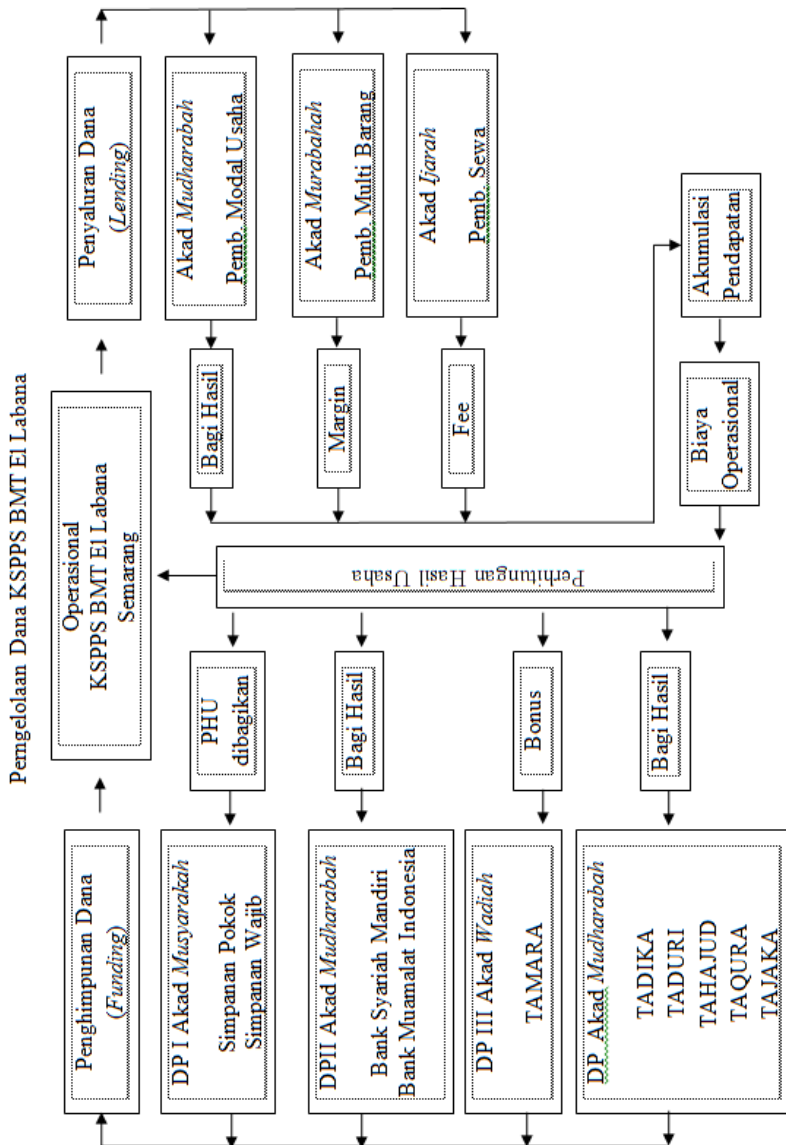 Perngelolaan Dana KSPPS BMT El Labana
Penghimpunan Dana
(Funding)
Operasional
KSPPS BMT El Labana
Semarang
Penyaluran Dana
(Lending)
DP I Akad Musyarakah
Simpanan Pokok
Simpanan Wajib
PHU
dibagikan
Bagi Hasil
Akad Mudharabah
Pemb. Modal Usaha
DPII Akad Mudharabah
Bank Syariah Mandiri
Bank Muamalat Indonesia
Bagi Hasil
Perhitungan Hasil Usaha
Margin
Akad Murabahah
Pemb. Multi Barang
DP III Akad Wadiah
TAMARA
Bonus
Fee
Akad Ijarah
Pemb. Sewa
DP Akad Mudharabah
TADIKA
TADURI
TAHAJUD
TAQURA
TAJAKA
Bagi Hasil
Biaya
Operasional
Akumulasi
Pendapatan